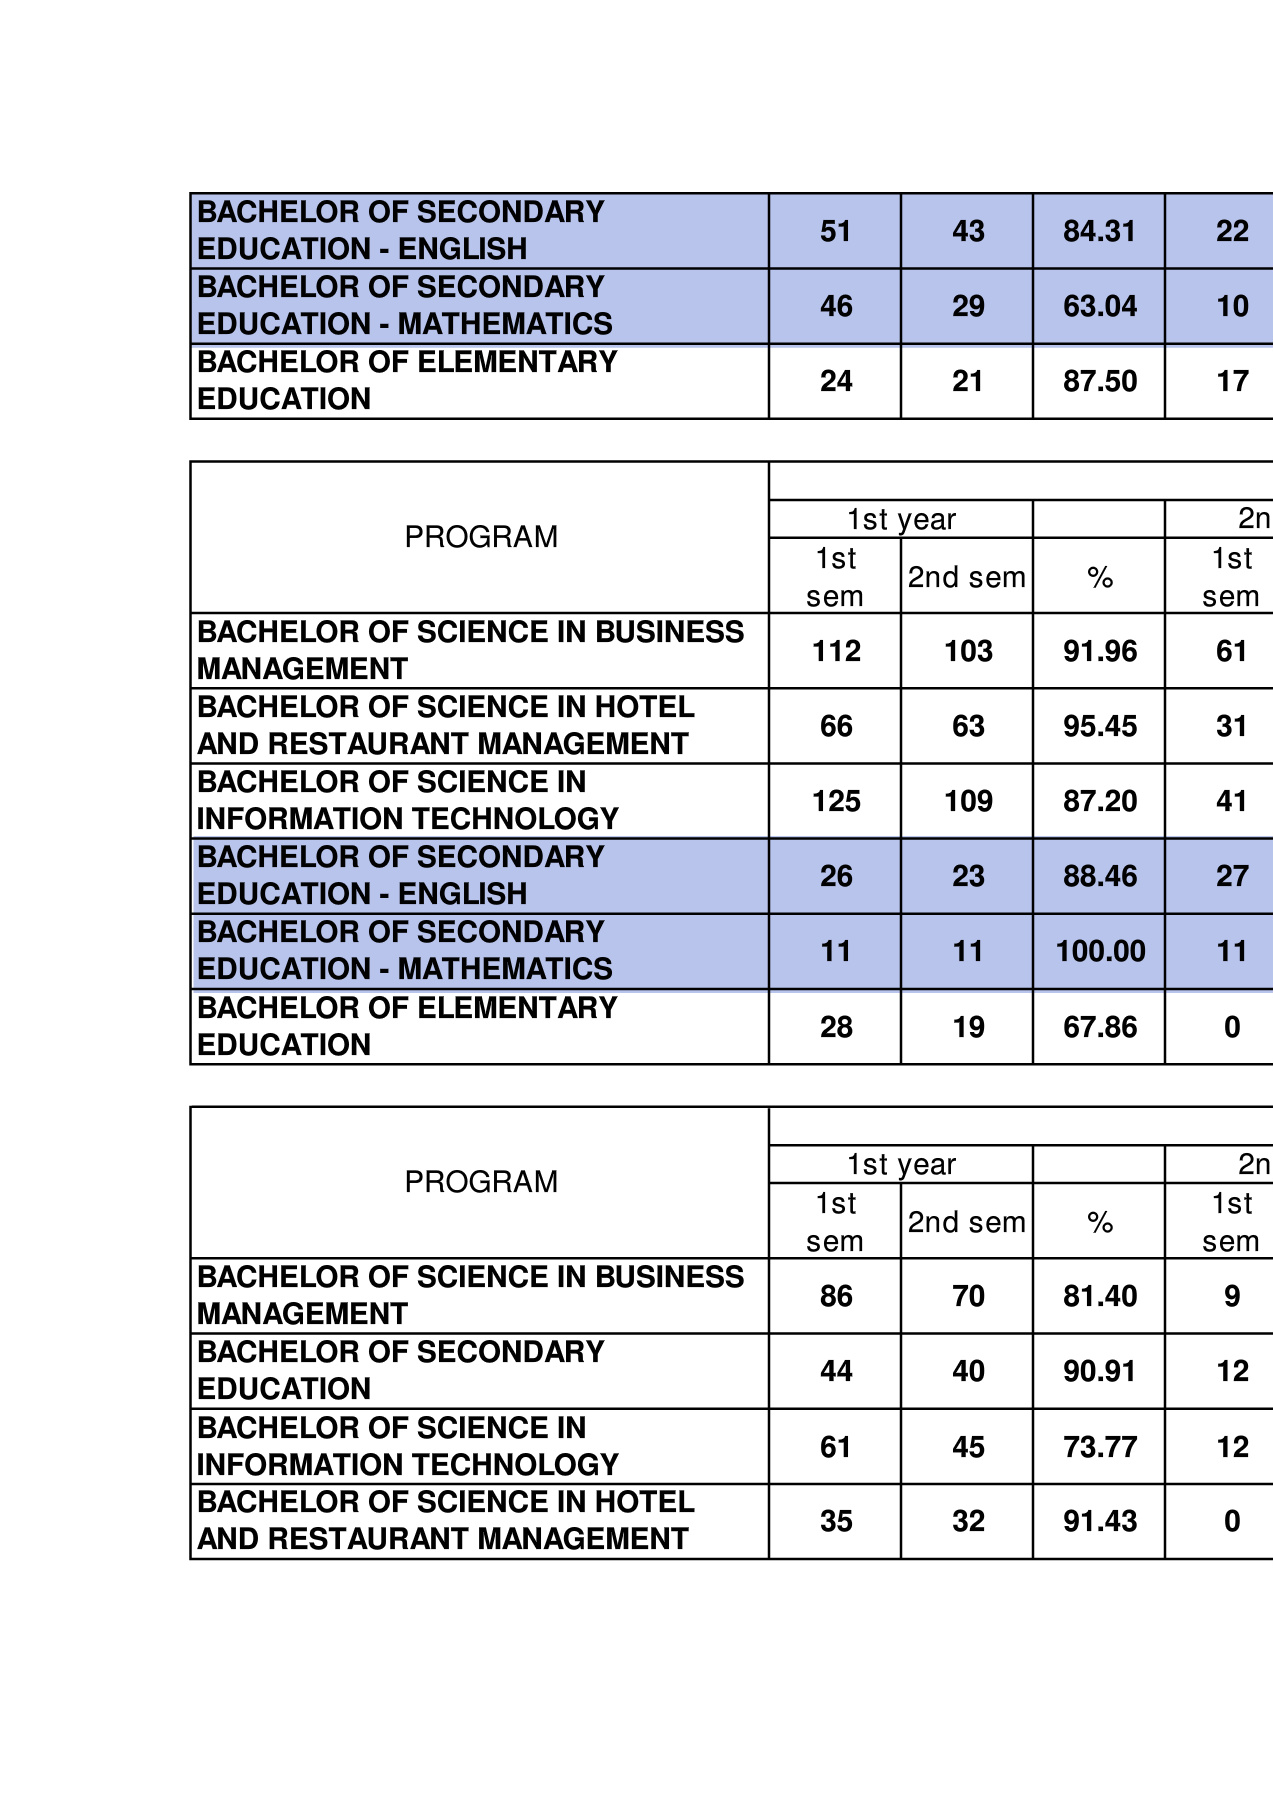 BACHELOR OF SECONDARY
EDUCATION - ENGLISH
51 43 84.31 22
BACHELOR OF SECONDARY
EDUCATION - MATHEMATICS
46 29 63.04 10
BACHELOR OF ELEMENTARY
EDUCATION
24 21 87.50 17
PROGRAM
1st year 2n
1st
sem
2nd sem
%
1st
sem
BACHELOR OF SCIENCE IN BUSINESS
MANAGEMENT
112 103 91.96 61
BACHELOR OF SCIENCE IN HOTEL
AND RESTAURANT MANAGEMENT
66 63 95.45 31
BACHELOR OF SCIENCE IN
INFORMATION TECHNOLOGY
125 109 87.20 41
BACHELOR OF SECONDARY
EDUCATION - ENGLISH
26 23 88.46 27
BACHELOR OF SECONDARY
EDUCATION - MATHEMATICS
11 11 100.00 11
BACHELOR OF ELEMENTARY
EDUCATION
28 19 67.86 0
PROGRAM
1st year 2n
1st
sem
2nd sem
%
1st
sem
BACHELOR OF SCIENCE IN BUSINESS
MANAGEMENT
86 70 81.40 9
BACHELOR OF SECONDARY
EDUCATION
44 40 90.91 12
BACHELOR OF SCIENCE IN
INFORMATION TECHNOLOGY
61 45 73.77 12
BACHELOR OF SCIENCE IN HOTEL
AND RESTAURANT MANAGEMENT
35 32 91.43 0